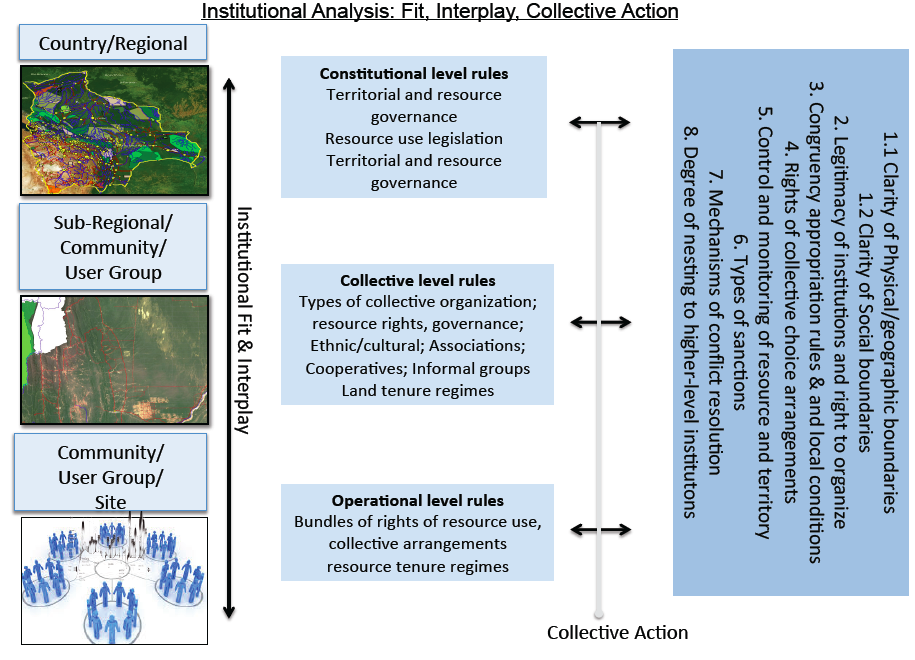 Institutional Analysis: Fit, Interplay, Collective Action
Country/Regional
Sub-Regional/
Community/
User Group
Community/
User Group/
Site
Institutional Fit & Interplay
Constitutional level rules
Territorial and resource
governance
Resource use legislation
Territorial and resource
governance
Collective level rules
Types of collective organization;
resource rights, governance;
Ethnic/cultural; Associations;
Cooperatives; Informal groups
Land tenure regimes
Operational level rules
Bundles of rights of resource use,
collective arrangements
resource tenure regimes
Collective Action
1.1 Clarity of Physical/geographic boundaries
1.2 Clarity of Social boundaries
2. Legitimacy of institutions and right to organize
3. Congruency appropriation rules & and local conditions
4. Rights of collective choice arrangements
5. Control and monitoring of resource and territory
6. Types of sanctions
7. Mechanisms of conflict resolution
8. Degree of nesting to higher-level institutons